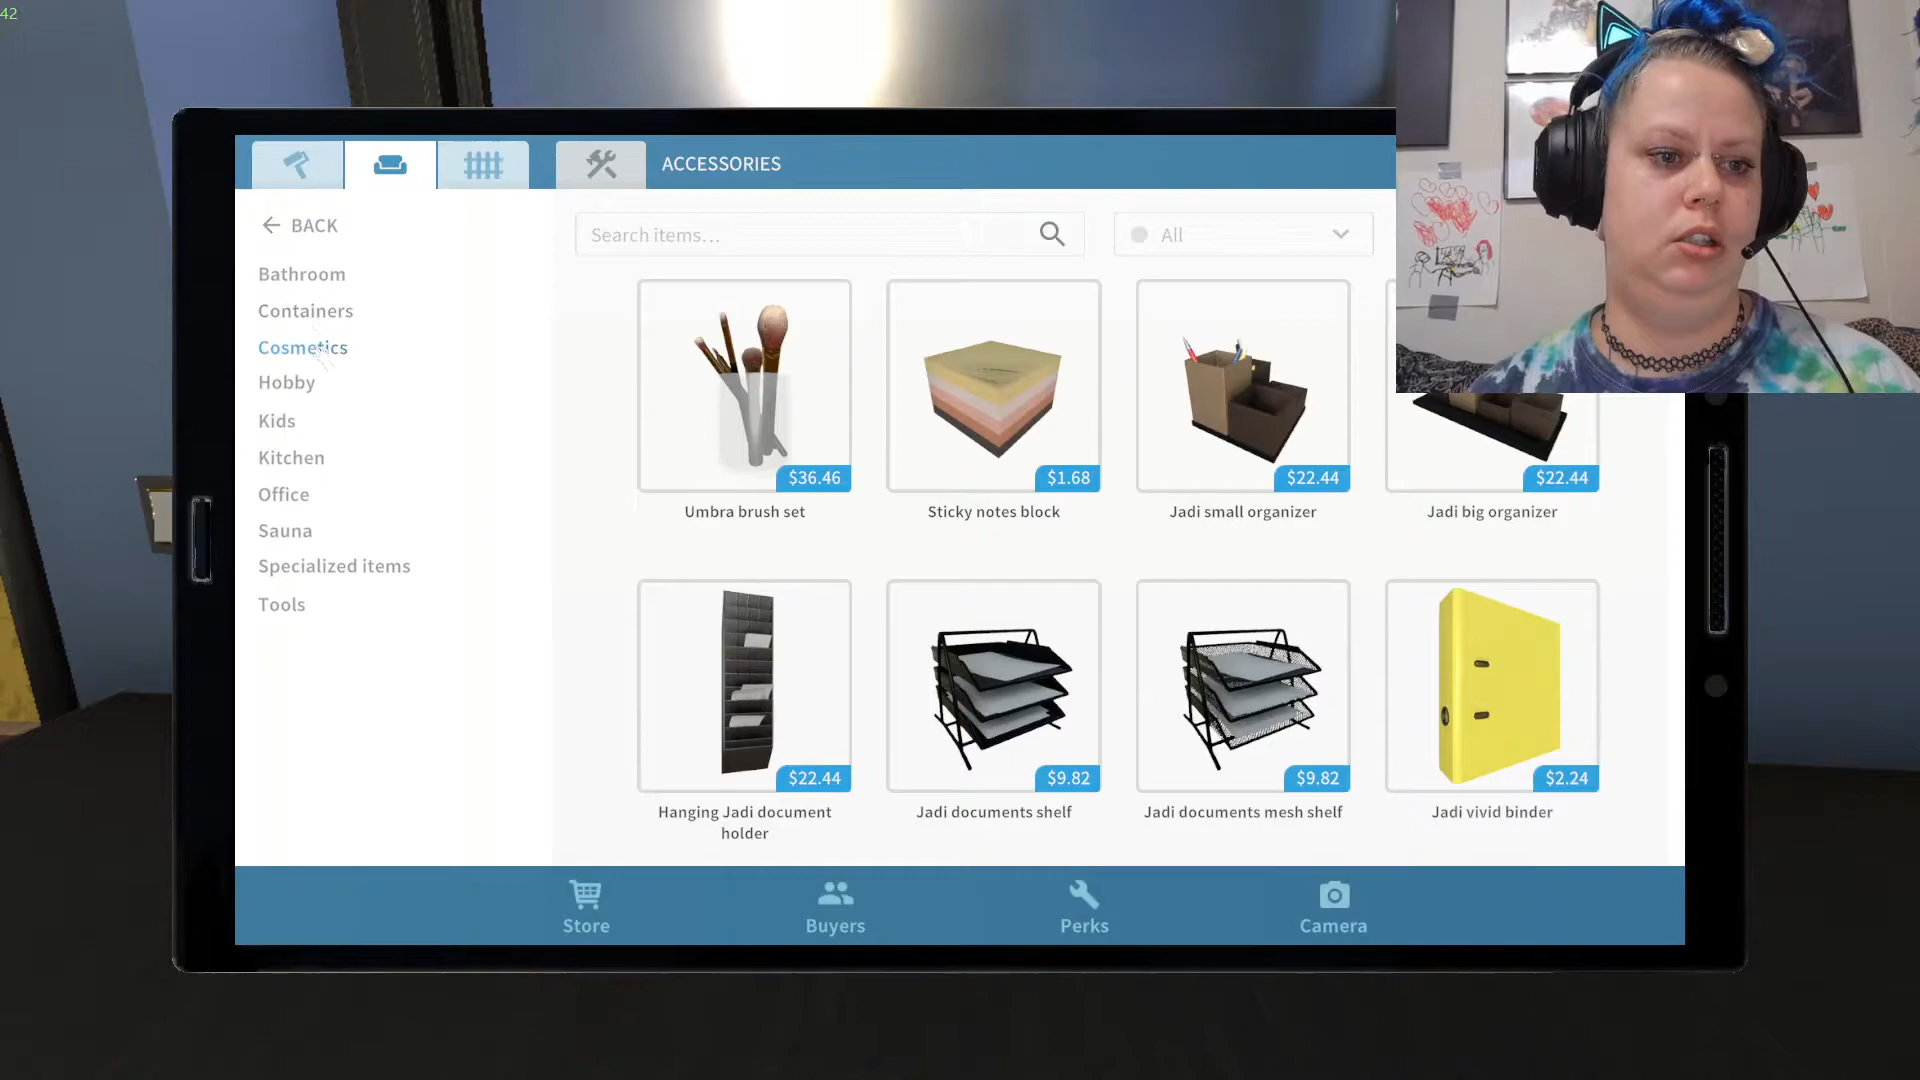 42
ACCESSORIES
BACK
Search items...
All
Bathroom
Containers
Cosmetics
Hobby
Kids
Kitchen
Office
Sauna
Specialized items
Tools
$36.46
$1.68
$22.44
$22.44
Umbra brush set
Sticky notes block
Jadi small organizer
Jadi big organizer
$22.44
$9.82
$9.82
$2.24
Hanging Jadi document
holder
Jadi documents shelf
Jadi documents mesh shelf
Jadi vivid binder
Store
Buyers
Perks
Camera